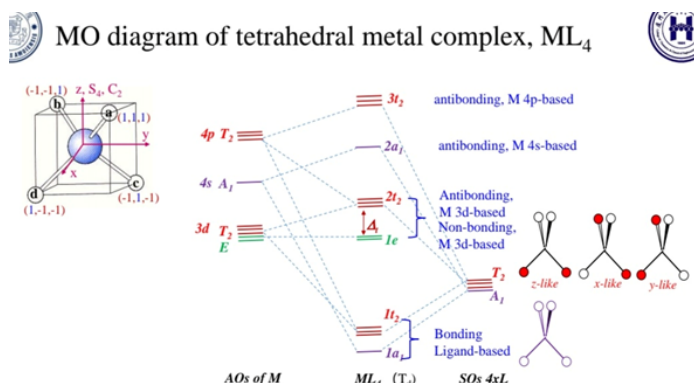 MO diagram of tetrahedral metal complex, ML4
(-1,-1,1)
z, S4, C2
b
a
(1,1,1)
y
x
d
c
(1,-1,-1)
(-1,1,-1)
3t2
antibonding, M 4p-based
4p T2
2a1
antibonding, M 4s-based
4s A1
2t2
Antibonding,
M 3d-based
3d T2
Δt
Non-bonding,
E
1e
M 3d-based
T2
A1
z-like
x-like
y-like
1t2
Bonding
1a1
Ligand-based
AOs of M
ML4 (Td)
SOs 4xL